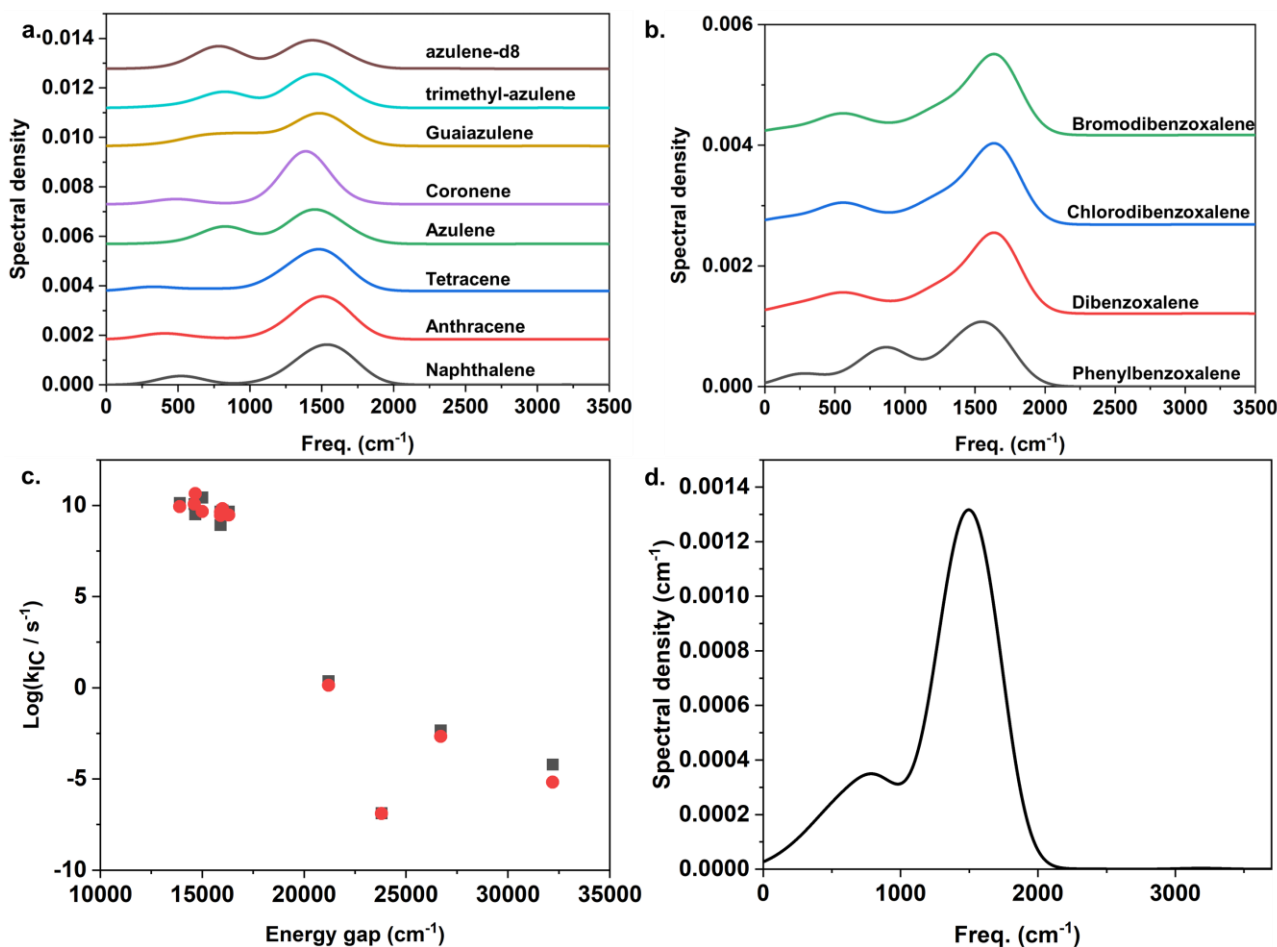 a.
Spectral density
0.014
0.012
0.010
0.008
0.006
0.004
0.002
0.000
azulene-d8
trimethyl-azulene
Guaiazulene
Coronene
Azulene
Tetracene
Anthracene
Naphthalene
0 500 1000 1500 2000 2500 3000 3500
Freq. (cm-1)
b.
Spectral density
0.006
0.004
0.002
0.000
Bromodibenzoxalene
Chlorodibenzoxalene
Dibenzoxalene
Phenylbenzoxalene
0 500 1000 1500 2000 2500 3000 3500
Freq. (cm-1)
c.
Log(kIC / s-1)
10
5
0
-5
-10
10000 15000 20000 25000 30000 35000
Energy gap (cm-1)
d.
Spectral density (cm-1)
0.0014
0.0012
0.0010
0.0008
0.0006
0.0004
0.0002
0.0000
0 1000 2000 3000
Freq. (cm-1)